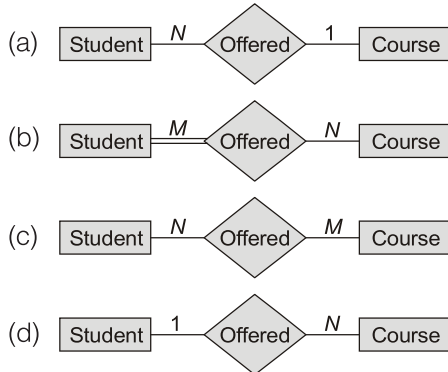 (a) Student N Offered 1 Course
(b) Student M Offered N Course
(c) Student N Offered M Course
(d) Student 1 Offered N Course